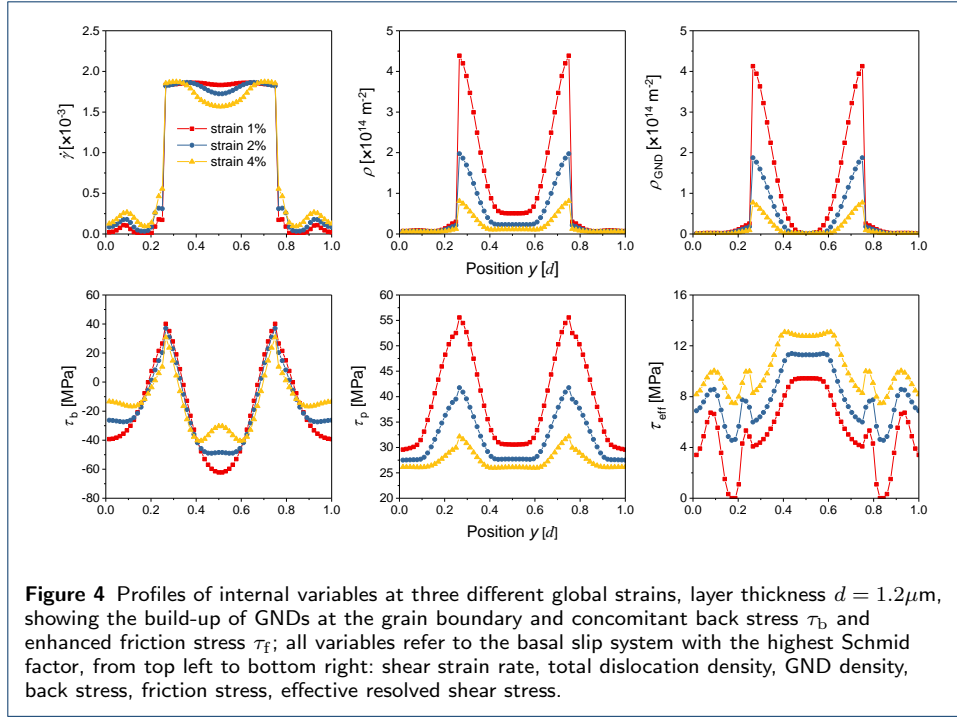 2.5
2.0
1.5
1.0
0.5
0.0
γ̇ [×10⁻³]
strain 1%
strain 2%
strain 4%
0.0 0.2 0.4 0.6 0.8 1.0
5
4
3
2
1
0
ρ [×10¹⁴ m⁻²]
0.0 0.2 0.4 0.6 0.8 1.0
Position y [d]
5
4
3
2
1
0
ρGND [×10¹⁴ m⁻²]
0.0 0.2 0.4 0.6 0.8 1.0
60
40
20
0
-20
-40
-60
-80
τb [MPa]
0.0 0.2 0.4 0.6 0.8 1.0
60
55
50
45
40
35
30
25
20
τp [MPa]
0.0 0.2 0.4 0.6 0.8 1.0
Position y [d]
16
12
8
4
0
τeff [MPa]
0.0 0.2 0.4 0.6 0.8 1.0
Figure 4 Profiles of internal variables at three different global strains, layer thickness d = 1.2μm,
showing the build-up of GNDs at the grain boundary and concomitant back stress τb and
enhanced friction stress τf; all variables refer to the basal slip system with the highest Schmid
factor, from top left to bottom right: shear strain rate, total dislocation density, GND density,
back stress, friction stress, effective resolved shear stress.